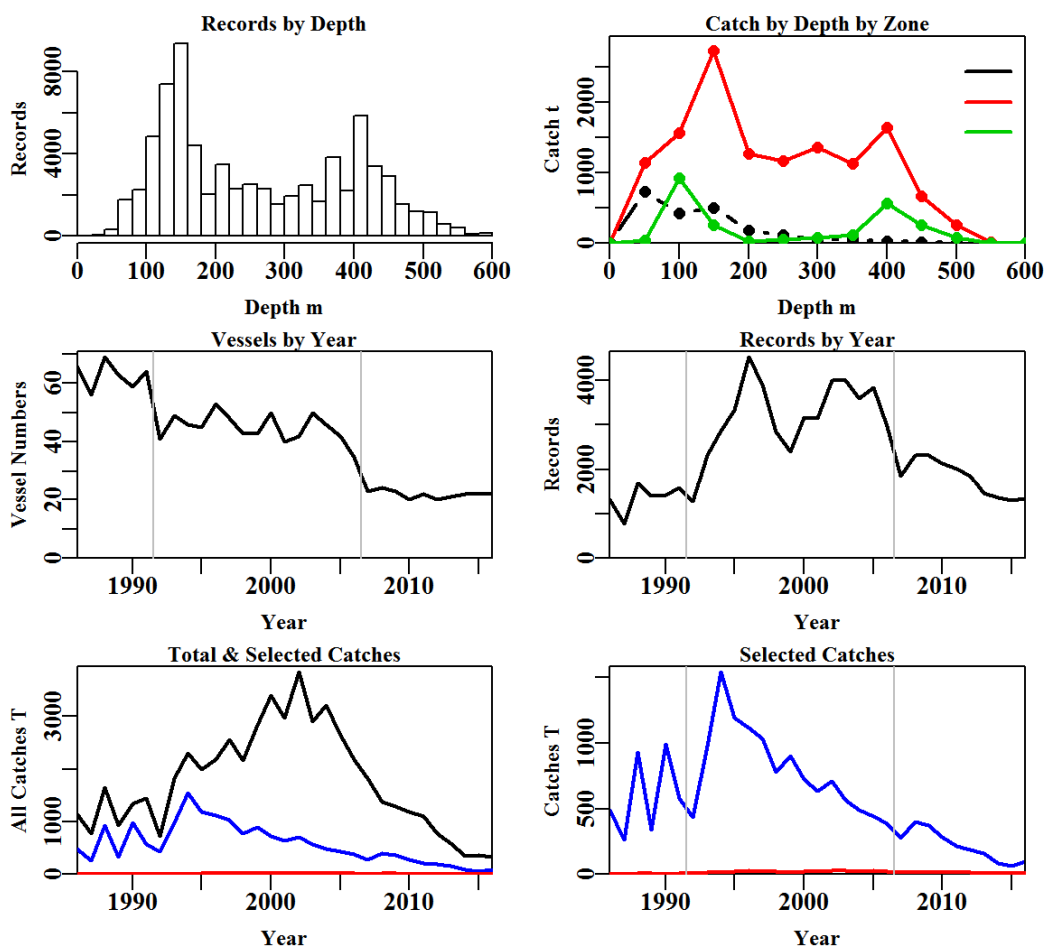 Records by Depth
Records
0 4000 8000
0 100 200 300 400 500 600
Depth m
Catch by Depth by Zone
Catch t
0 1000 2000
0 100 200 300 400 500 600
Depth m
Vessels by Year
Vessel Numbers
0 20 40 60
1990 2000 2010
Year
Records by Year
Records
0 2000 4000
1990 2000 2010
Year
Total & Selected Catches
All Catches T
0 1000 3000
1990 2000 2010
Year
Selected Catches
Catches T
0 500 1000
1990 2000 2010
Year